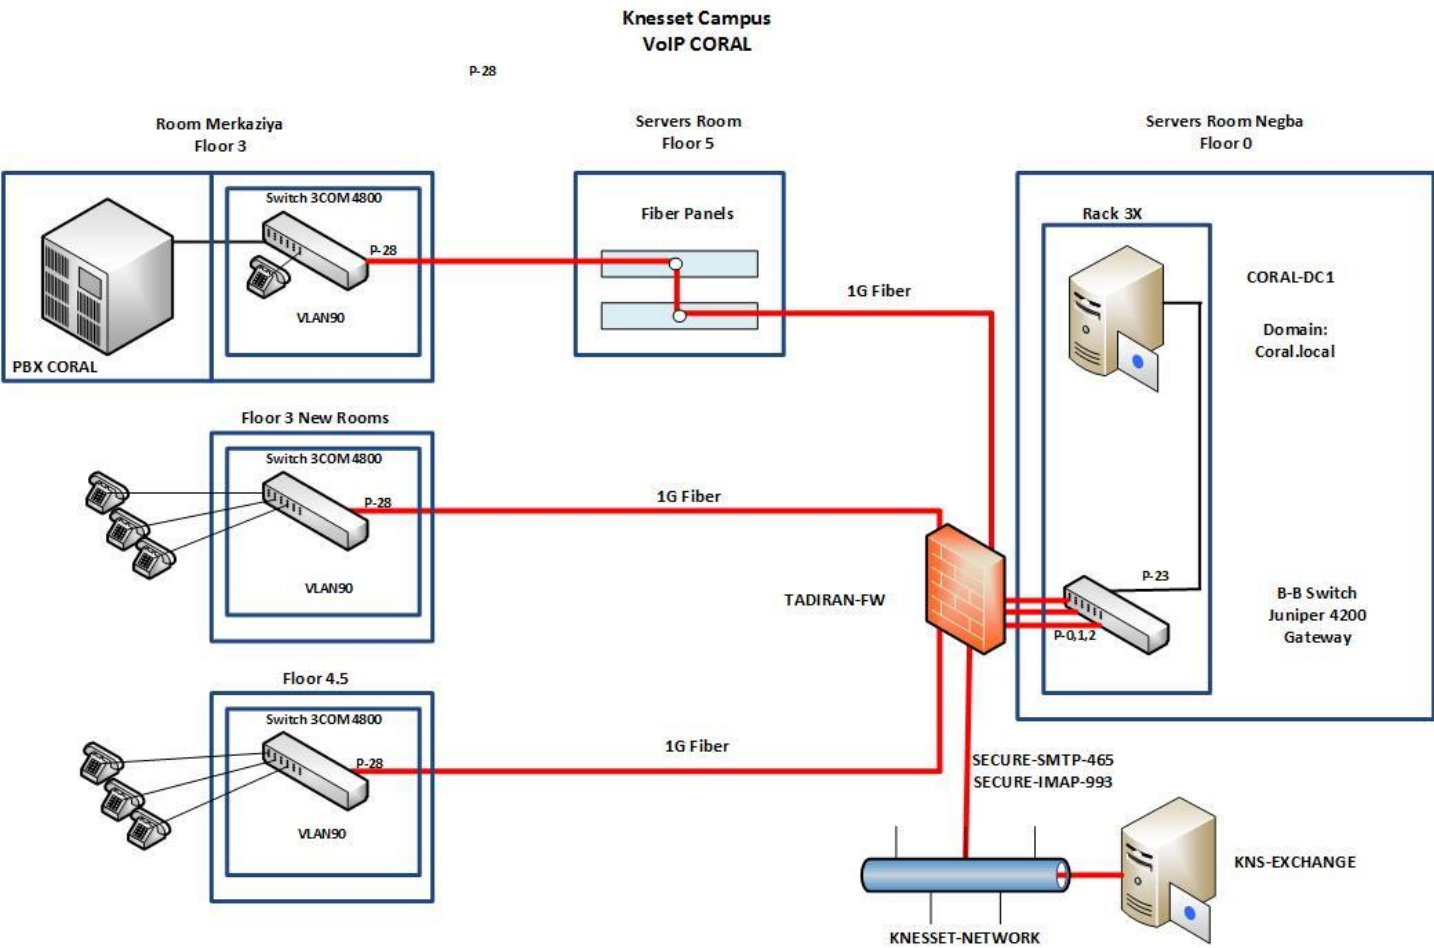 Knesset Campus
VoIP CORAL
P-28
Room Merkaziya
Floor 3
Servers Room
Floor 5
Servers Room Negba
Floor 0
Switch 3COM 4800
P-28
VLAN90
PBX CORAL
Fiber Panels
1G Fiber
Rack 3X
CORAL-DC1
Domain:
Coral.local
Floor 3 New Rooms
Switch 3COM 4800
P-28
VLAN90
1G Fiber
TADIRAN-FW
P-23
P-0,1,2
B-B Switch
Juniper 4200
Gateway
Floor 4.5
Switch 3COM 4800
P-28
VLAN90
1G Fiber
SECURE-SMTP-465
SECURE-IMAP-993
KNS-EXCHANGE
KNESSET-NETWORK